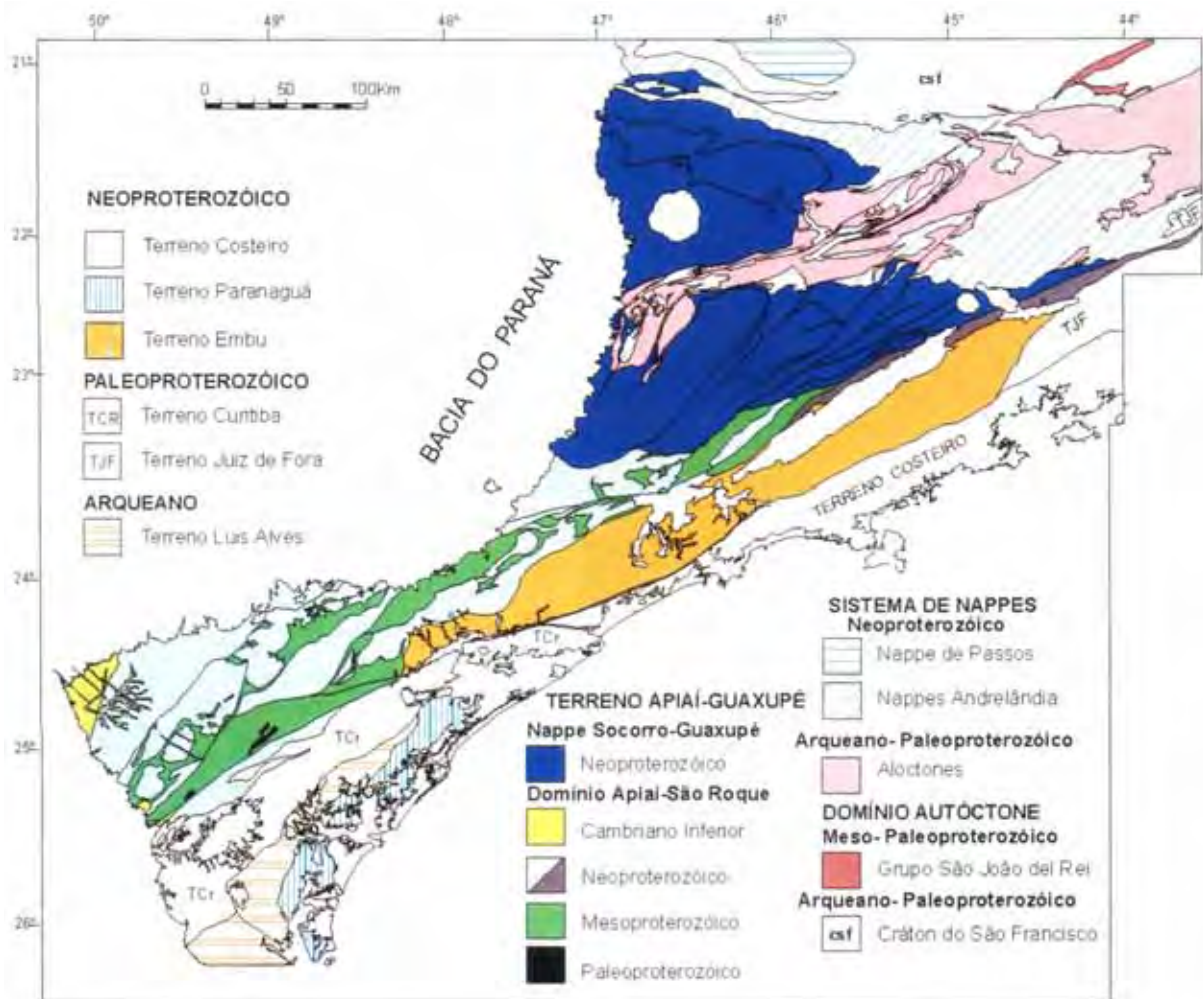 50° 49° 48° 47° 46° 45° 44°
21°
22°
23°
24°
25°
26°
0 50 100Km
csf
NEOPROTEROZÓICO
Terreno Costeiro
Terreno Paranaguá
Terreno Embu
PALEOPROTEROZÓICO
TCR Terreno Curitiba
TJF Terreno Juiz de Fora
ARQUEANO
Terreno Luis Alves
BACIA DO PARANÁ
TJF
TERRENO COSTEIRO
TCr
TCr
TCr
TERRENO APIAÍ-GUAXUPÉ
Nappe Socorro-Guaxupé
Neoproterozóico
Domínio Apiai-São Roque
Cambriano Inferior
Neoproterozóico
Mesoproterozóico
Paleoproterozóico
SISTEMA DE NAPPES
Neoproterozóico
Nappe de Passos
Nappes Andrelândia
Arqueano- Paleoproterozóico
Aloctones
DOMÍNIO AUTÓCTONE
Meso- Paleoproterozóico
Grupo São João del Rei
Arqueano- Paleoproterozóico
csf Cráton do São Francisco